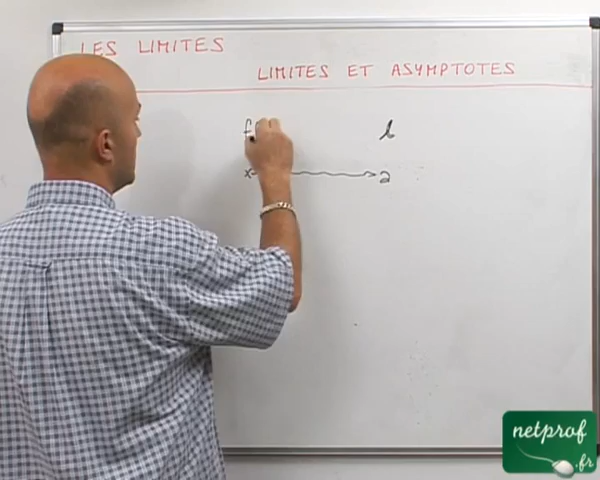 LES LIMITES
LIMITES ET ASYMPTOTES
f( l
x a
netprof
.fr